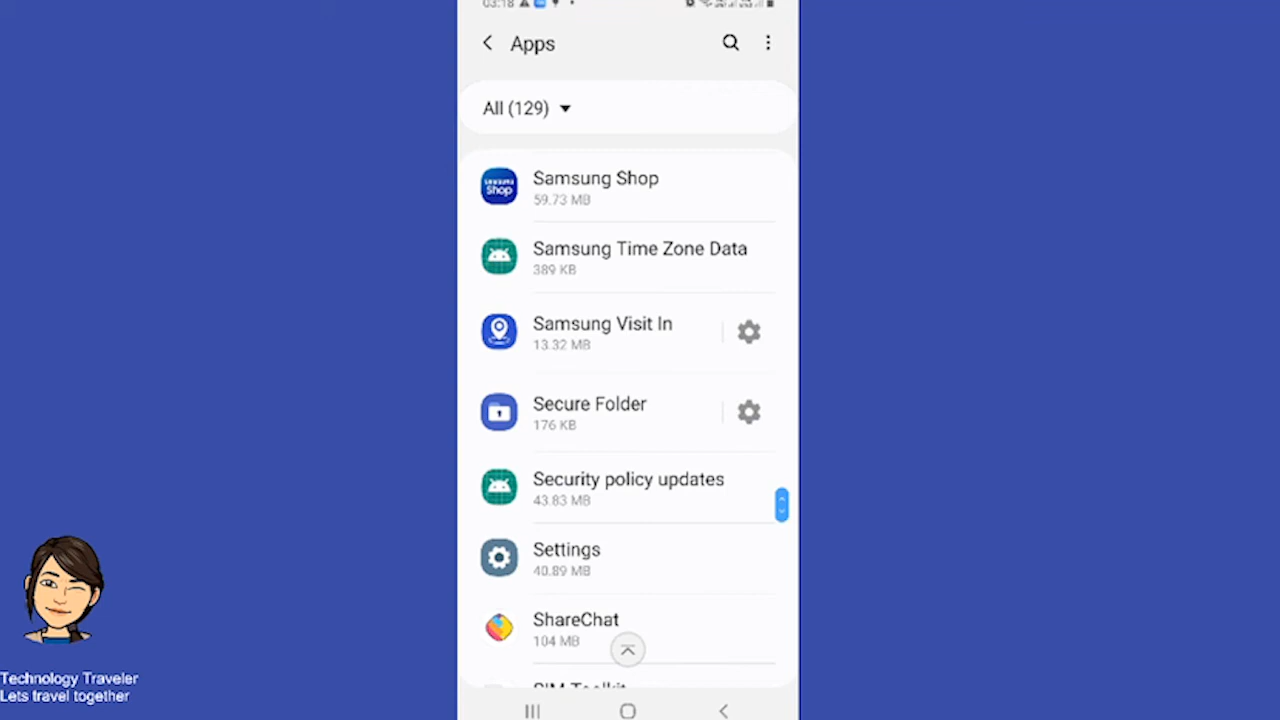 03:18
Apps
All (129)
SAMSUNG
Shop
Samsung Shop
59.73 MB
Samsung Time Zone Data
389 KB
Samsung Visit In
13.32 MB
Secure Folder
176 KB
Security policy updates
43.83 MB
Settings
40.89 MB
ShareChat
104 MB
SIM Toolkit
Technology Traveler
Lets travel together